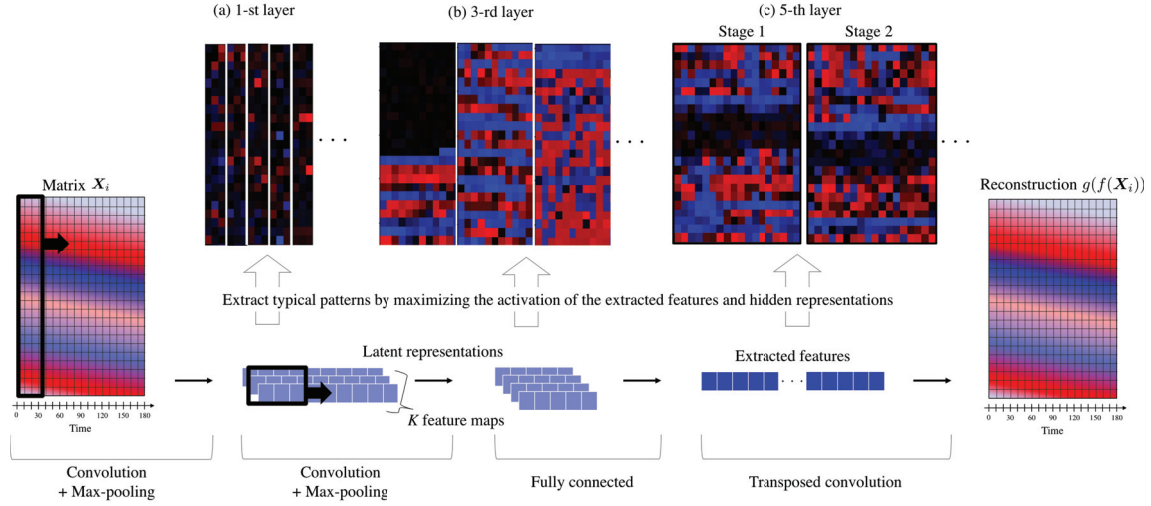 (a) 1-st layer
(b) 3-rd layer
(c) 5-th layer
Stage 1
Stage 2
. . .
. . .
. . .
Matrix X_i
Reconstruction g(f(X_i))
Extract typical patterns by maximizing the activation of the extracted features and hidden representations
0 30 60 90 120 150 180
Time
Latent representations
K feature maps
Extracted features
. . .
0 30 60 90 120 150 180
Time
Convolution
+ Max-pooling
Convolution
+ Max-pooling
Fully connected
Transposed convolution